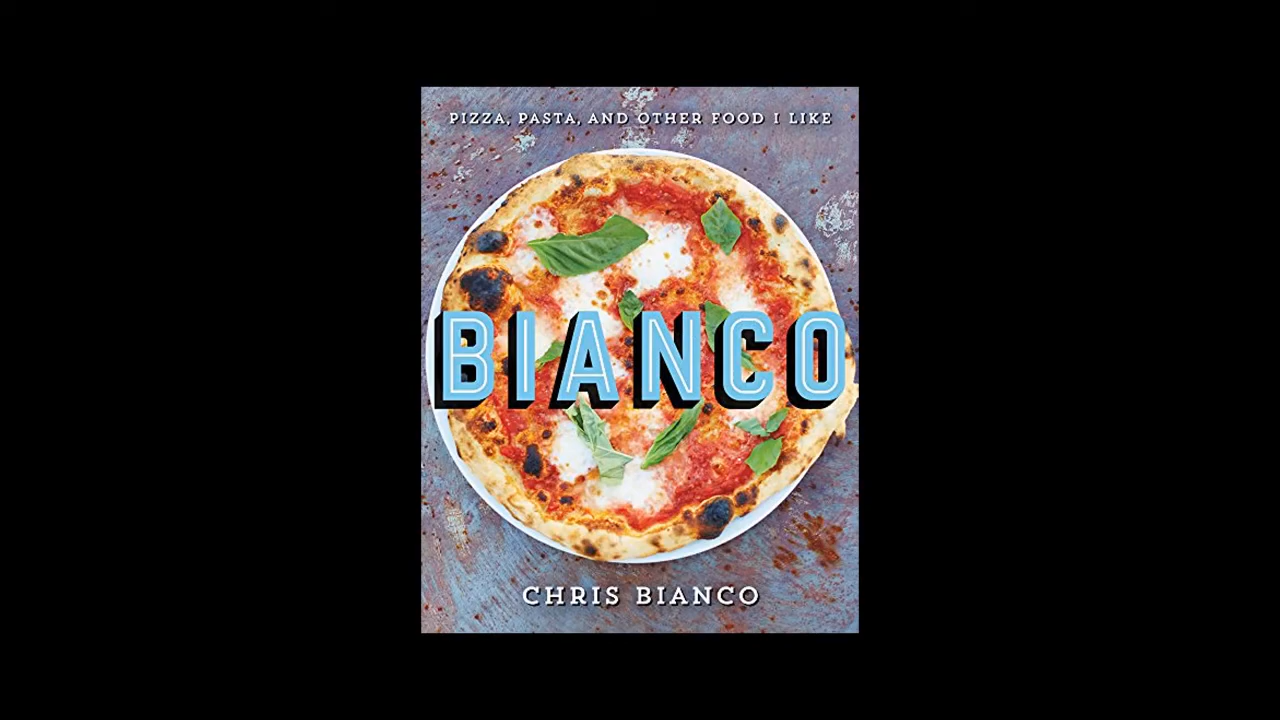 PIZZA, PASTA, AND OTHER FOOD I LIKE
BIANCO
CHRIS BIANCO